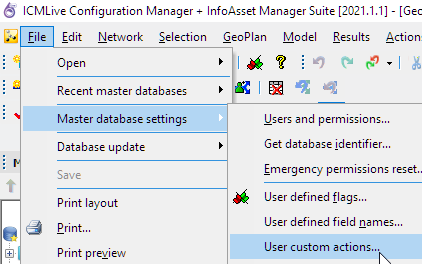 ICMLive Configuration Manager + InfoAsset Manager Suite [2021.1.1] - [Geo
File Edit Network Selection GeoPlan Model Results Action
Open
Recent master databases
Master database settings
Database update
Save
Print layout
Print...
Print preview
Users and permissions...
Get database identifier...
Emergency permissions reset...
User defined flags...
User defined field names...
User custom actions...